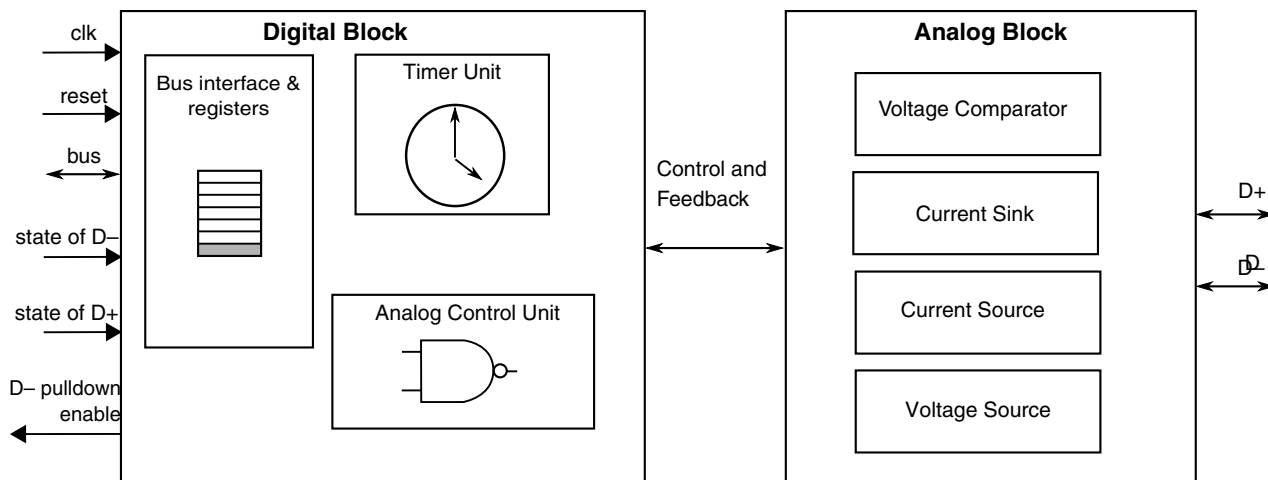 Digital Block
Analog Block
clk
reset
bus
state of D–
state of D+
D– pulldown
enable
Bus interface &
registers
Timer Unit
Analog Control Unit
Control and
Feedback
Voltage Comparator
Current Sink
Current Source
Voltage Source
D+
D–